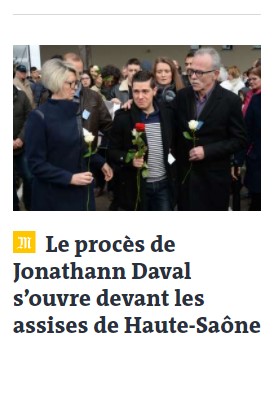 M Le procès de
Jonathann Daval
s’ouvre devant les
assises de Haute-Saône